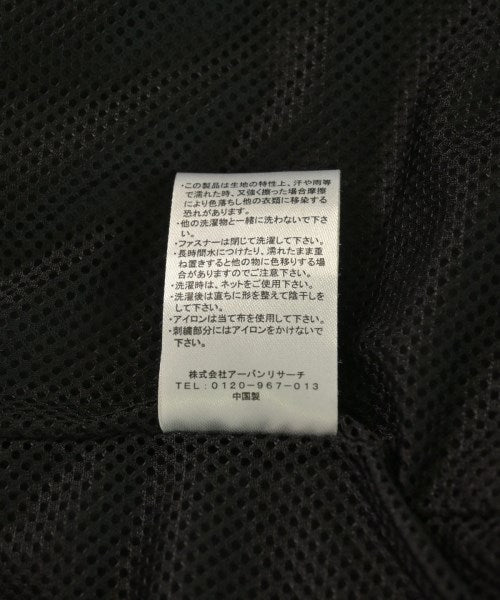 ・この製品は生地の特性上、汗や雨等
で濡れた時、又強く擦った場合摩擦
により色落ちし他の衣類に移染する
恐れがあります。
・他の洗濯物と一緒に洗わないで下さ
い。
・ファスナーは閉じて洗濯して下さい。
・長時間水につけたり、濡れたまま重
ね置きすると他の物に色移りする場
合がありますのでご注意下さい。
・洗濯時は、ネットをご使用下さい。
・洗濯後は直ちに形を整えて陰干しを
して下さい。
・アイロンは当て布を使用して下さい。
・刺繍部分にはアイロンをかけないで
下さい。
株式会社アーバンリサーチ
TEL:0120-967-013
中国製